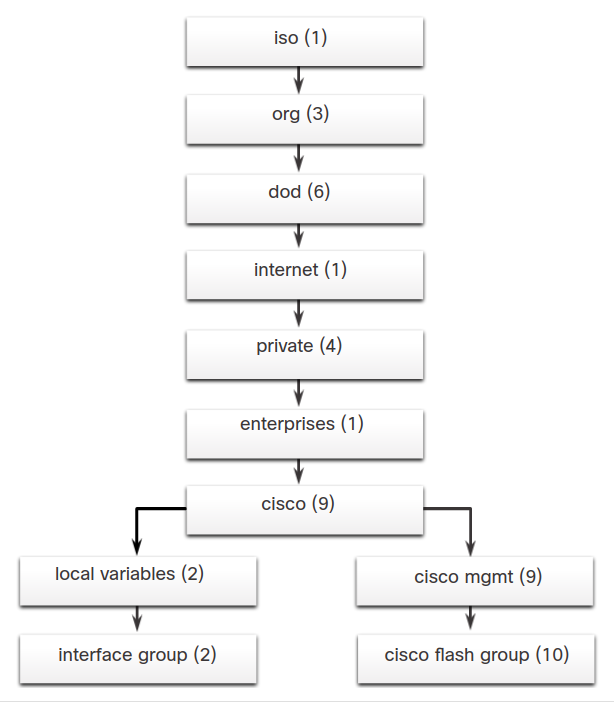 iso (1)
org (3)
dod (6)
internet (1)
private (4)
enterprises (1)
cisco (9)
local variables (2)
cisco mgmt (9)
interface group (2)
cisco flash group (10)